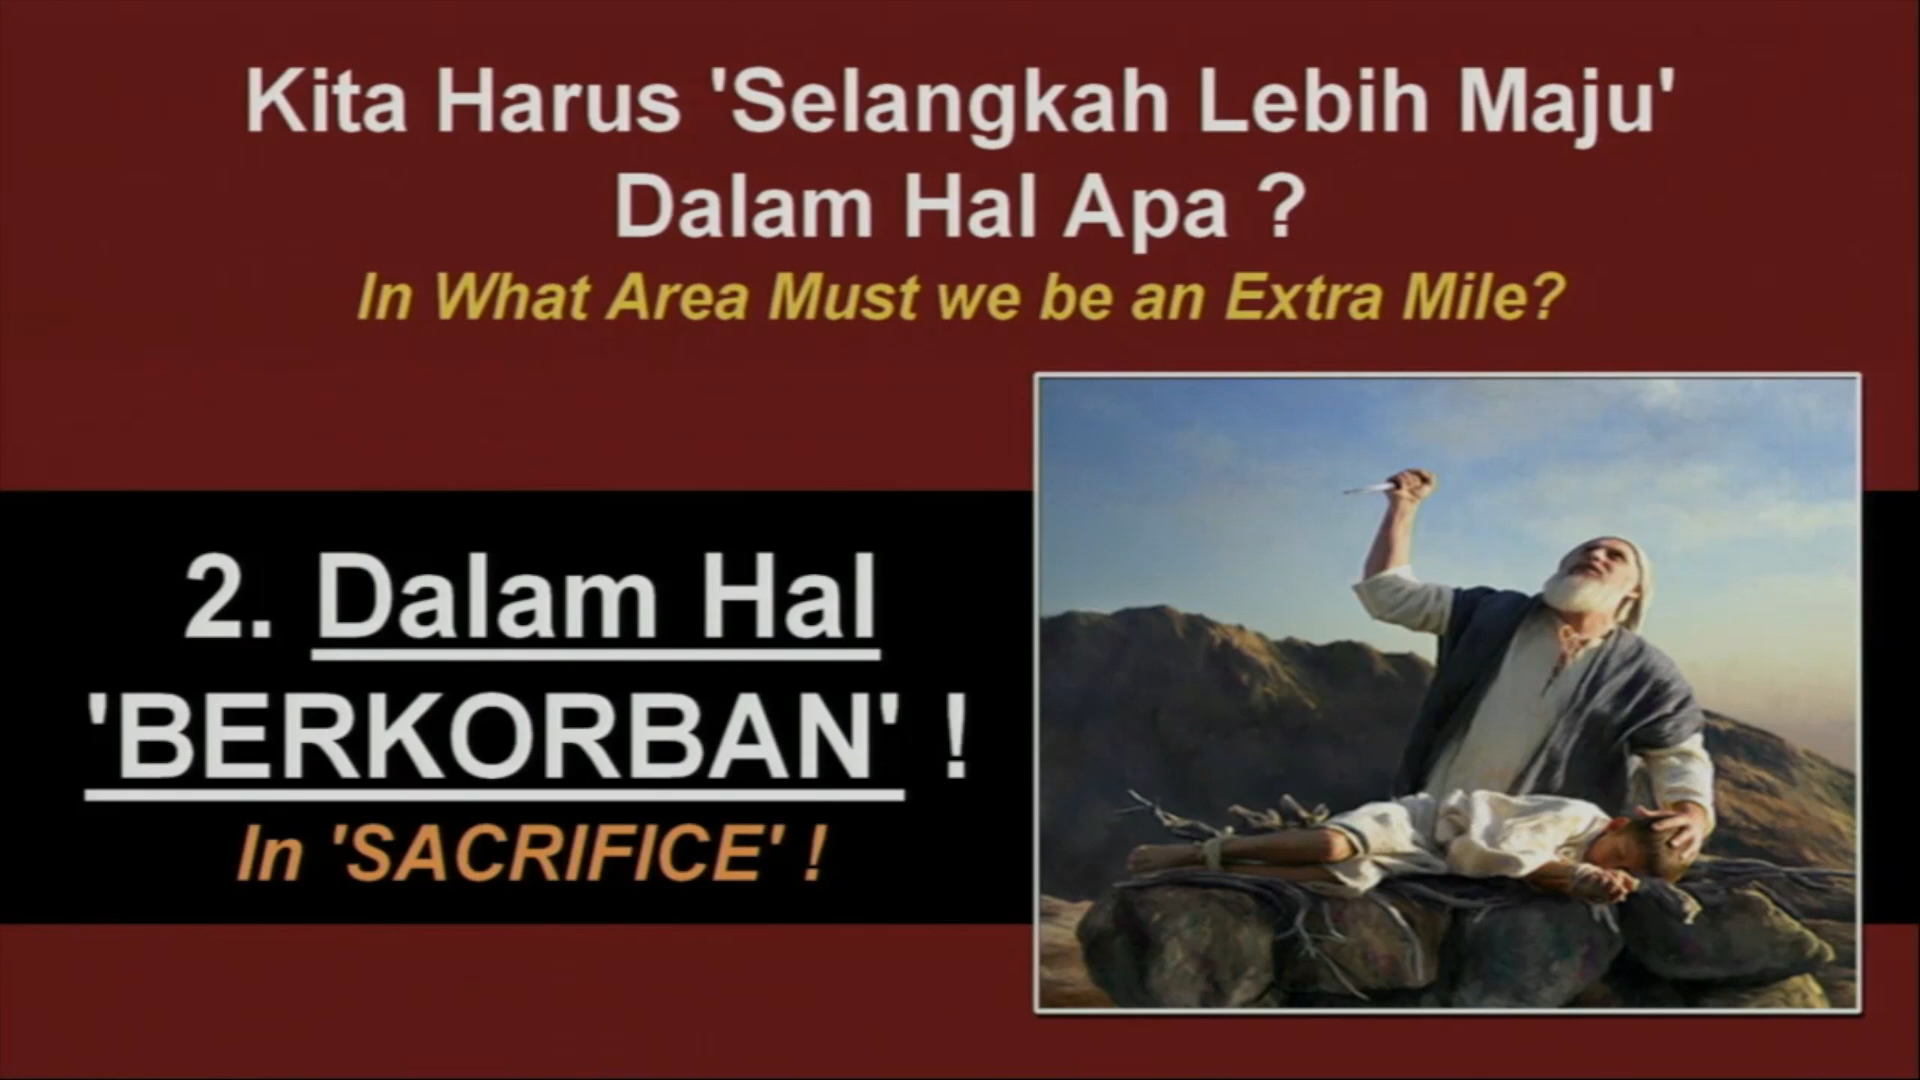 Kita Harus 'Selangkah Lebih Maju'
Dalam Hal Apa ?
In What Area Must we be an Extra Mile?
2. Dalam Hal
'BERKORBAN' !
In 'SACRIFICE' !